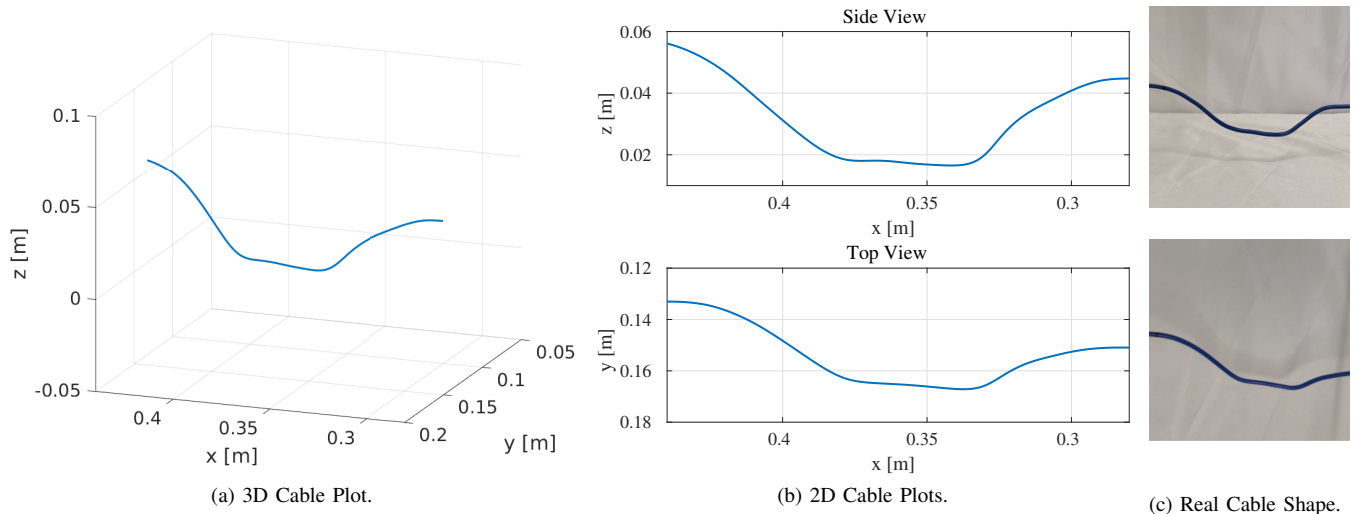 0.1
0.05
0
-0.05
z [m]
0.4
0.35
0.3
x [m]
0.05
0.1
0.15
0.2
y [m]
(a) 3D Cable Plot.
Side View
0.06
0.04
0.02
z [m]
0.4
0.35
0.3
x [m]
Top View
0.12
0.14
0.16
0.18
y [m]
0.4
0.35
0.3
x [m]
(b) 2D Cable Plots.
(c) Real Cable Shape.